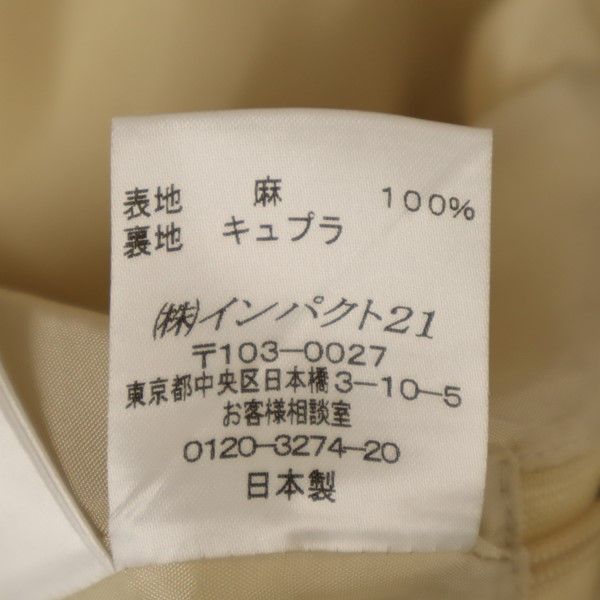 表地 麻 100%
裏地 キュプラ
㈱インパクト21
〒103-0027
東京都中央区日本橋3-10-5
お客様相談室
0120-3274-20
日本製